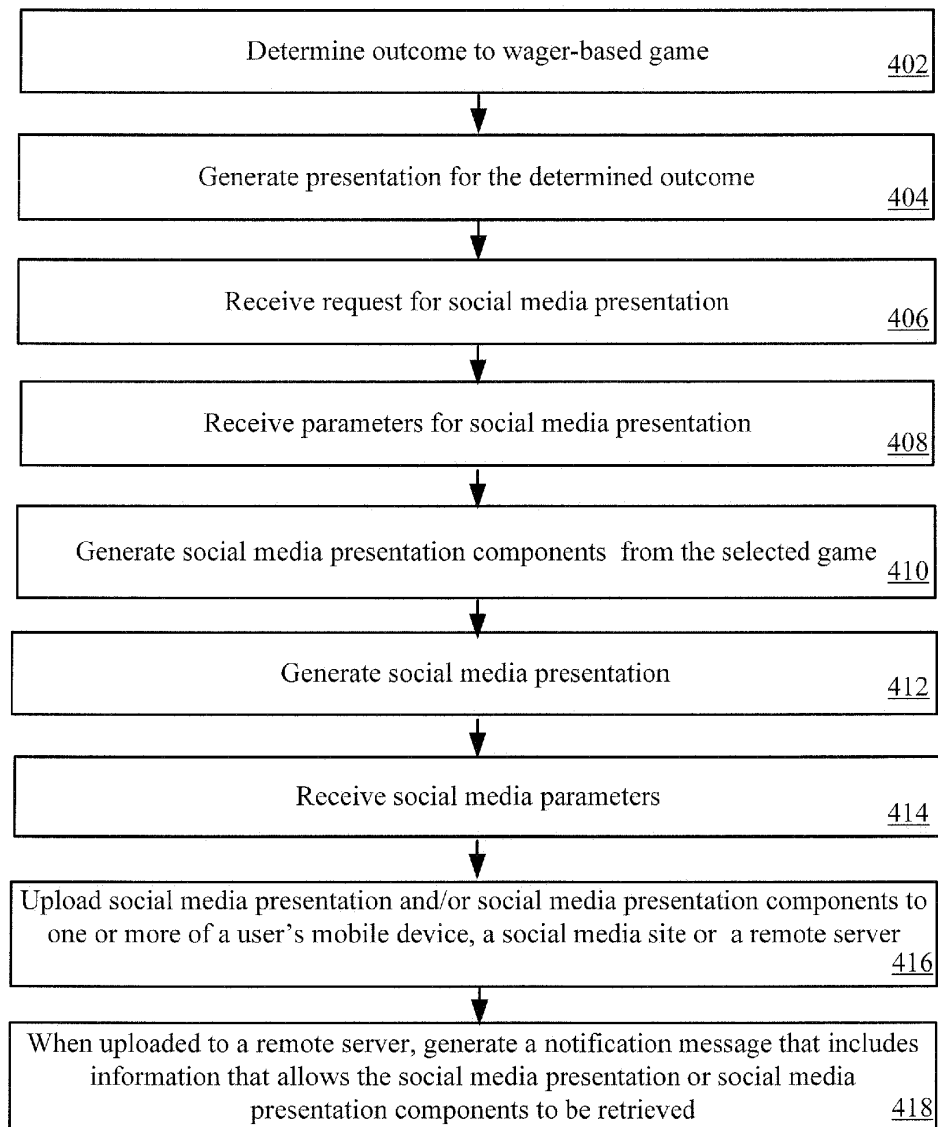 Determine outcome to wager-based game
402
Generate presentation for the determined outcome
404
Receive request for social media presentation
406
Receive parameters for social media presentation
408
Generate social media presentation components from the selected game
410
Generate social media presentation
412
Receive social media parameters
414
Upload social media presentation and/or social media presentation components to
one or more of a user's mobile device, a social media site or a remote server
416
When uploaded to a remote server, generate a notification message that includes
information that allows the social media presentation or social media
presentation components to be retrieved
418